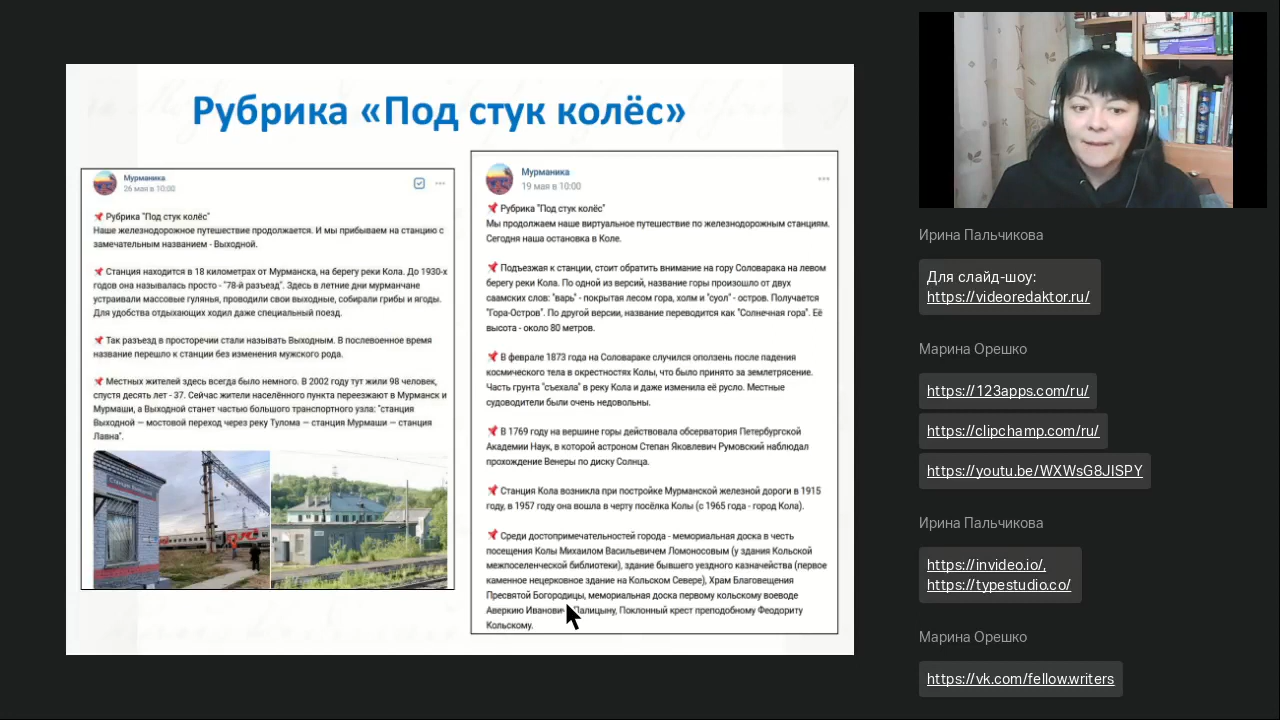 Рубрика «Под стук колёс»
Мурманика
26 мая в 10:00
Рубрика "Под стук колёс"
Наше железнодорожное путешествие продолжается. И мы прибываем на станцию с
замечательным названием - Выходной.
Станция находится в 18 километрах от Мурманска, на берегу реки Кола. До 1930-х
годов она называлась просто - "78-й разъезд". Здесь в летние дни мурманчане
устраивали массовые гулянья, проводили свои выходные, собирали грибы и ягоды.
Для удобства отдыхающих ходил даже специальный поезд.
Так разъезд в просторечии стали называть Выходным. В послевоенное время
название перешло к станции без изменения мужского рода.
Местных жителей здесь всегда было немного. В 2002 году тут жили 98 человек,
спустя десять лет - 37. Сейчас жители населённого пункта переезжают в Мурманск и
Мурмаши, а Выходной станет частью большого транспортного узла: "станция
Выходной — мостовой переход через реку Тулома — станция Мурмаши — станция
Лавна".
Мурманика
19 мая в 10:00
Рубрика "Под стук колёс"
Мы продолжаем наше виртуальное путешествие по железнодорожным станциям.
Сегодня наша остановка в Коле.
Подъезжая к станции, стоит обратить внимание на гору Соловарака на левом
берегу реки Кола. По одной из версий, название горы произошло от двух
саамских слов: "варь" - покрытая лесом гора, холм и "суол" - остров. Получается
"Гора-Остров". По другой версии, название переводится как "Солнечная гора". Её
высота - около 80 метров.
В феврале 1873 года на Соловараке случился оползень после падения
космического тела в окрестностях Колы, что было принято за землетрясение.
Часть грунта "съехала" в реку Кола и даже изменила её русло. Местные
судоводители были очень недовольны.
В 1769 году на вершине горы действовала обсерватория Петербургской
Академии Наук, в которой астроном Степан Яковлевич Румовский наблюдал
прохождение Венеры по диску Солнца.
Станция Кола возникла при постройке Мурманской железной дороги в 1915
году, в 1957 году она вошла в черту посёлка Колы (с 1965 года - город Кола).
Среди достопримечательностей города - мемориальная доска в честь
посещения Колы Михаилом Васильевичем Ломоносовым (у здания Кольской
межпоселенческой библиотеки), здание бывшего уездного казначейства (первое
каменное нецерковное здание на Кольском Севере), Храм Благовещения
Пресвятой Богородицы, мемориальная доска первому кольскому воеводе
Аверкию Иванович Палицыну, Поклонный крест преподобному Феодориту
Кольскому.
Ирина Пальчикова
Для слайд-шоу:
https://videoredaktor.ru/
Марина Орешко
https://123apps.com/ru/
https://clipchamp.com/ru/
https://youtu.be/WXWsG8JISPY
Ирина Пальчикова
https://invideo.io/,
https://typestudio.co/
Марина Орешко
https://vk.com/fellow.writers